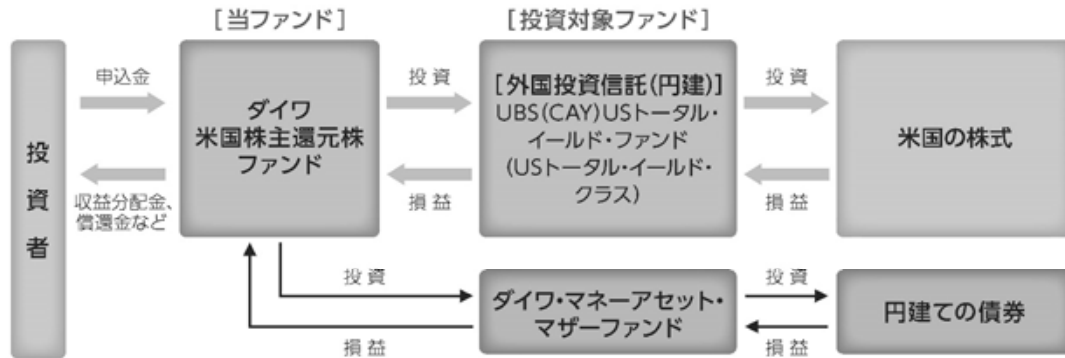 [当ファンド]
[投資対象ファンド]
投資者
申込金
収益分配金、
償還金など
ダイワ
米国株主還元株
ファンド
投資
損益
[外国投資信託(円建)]
UBS(CAY)USトータル・
イールド・ファンド
(USトータル・イールド・
クラス)
投資
損益
米国の株式
投資
損益
ダイワ・マネーアセット・
マザーファンド
投資
損益
円建ての債券